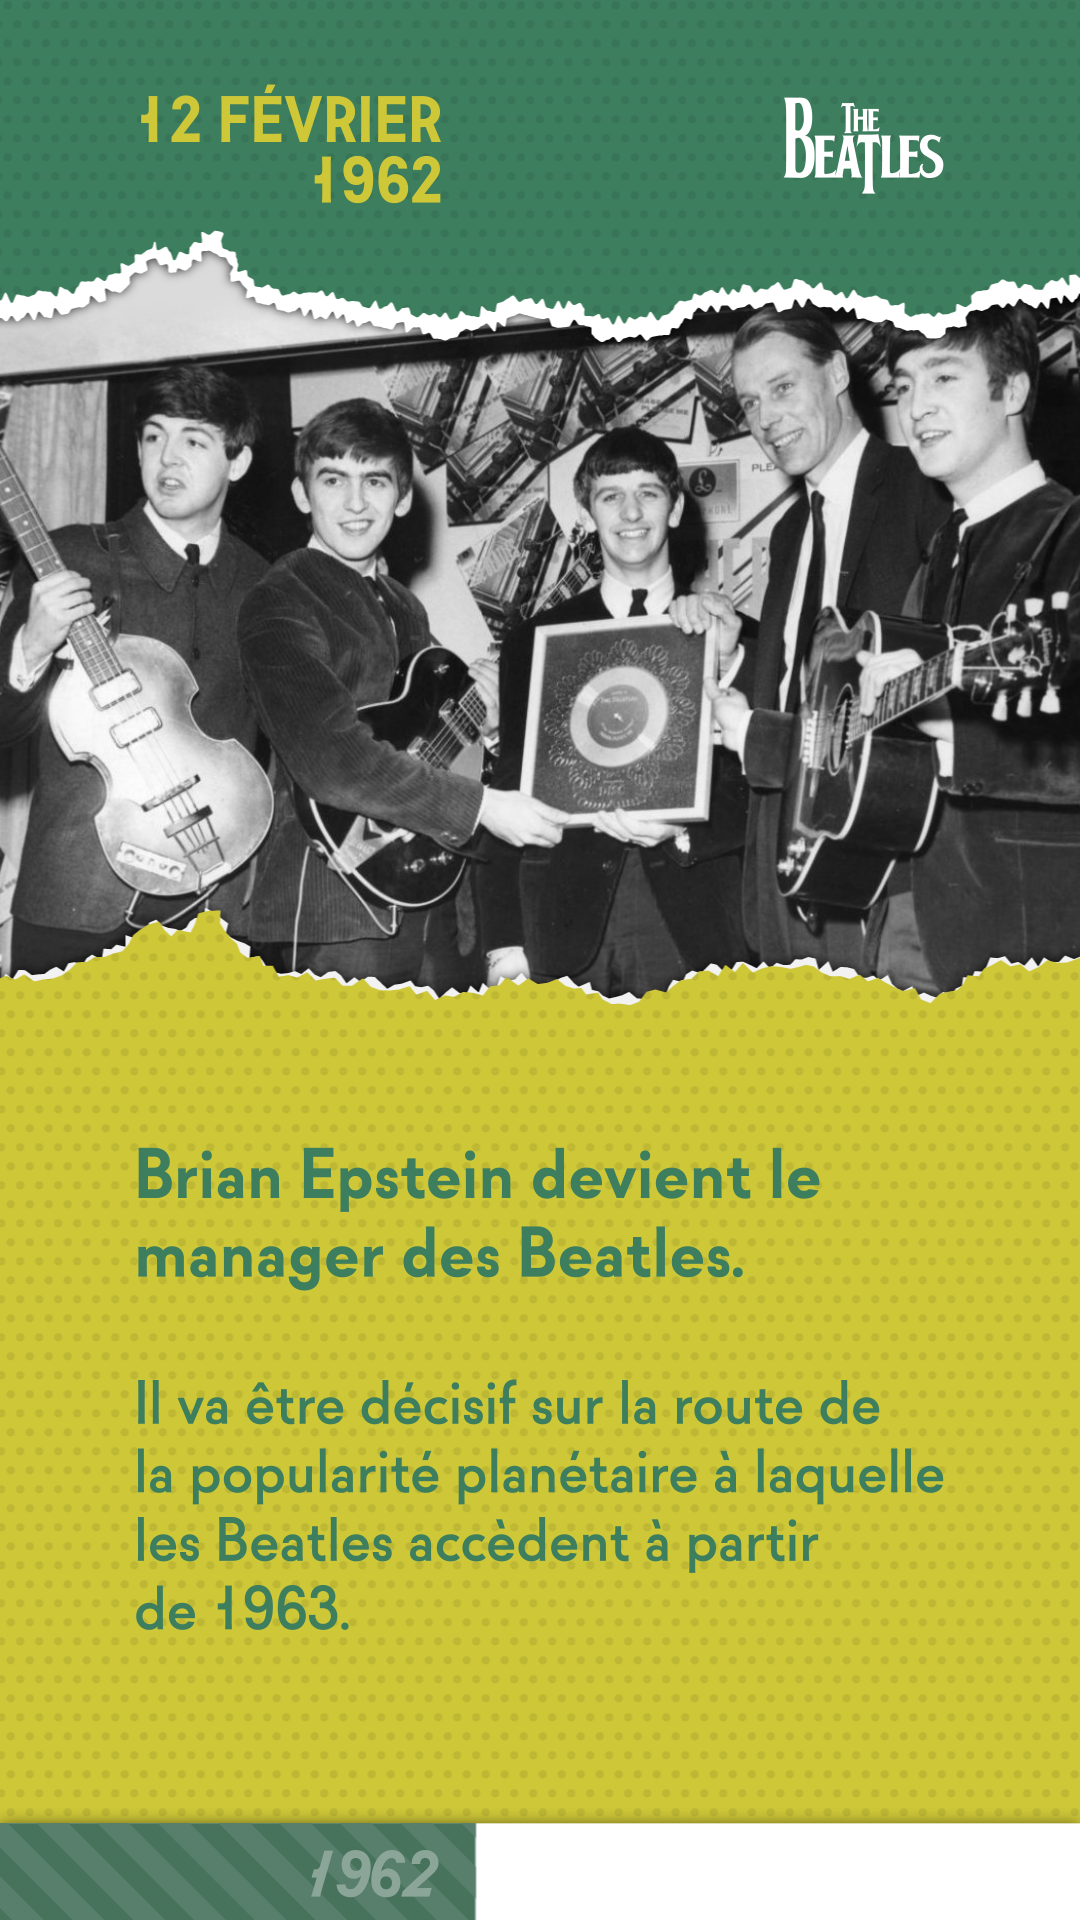 12 FÉVRIER
1962
THE
BEATLES
PLEA
Brian Epstein devient le
manager des Beatles.
Il va être décisif sur la route de
la popularité planétaire à laquelle
les Beatles accèdent à partir
de 1963.
1962